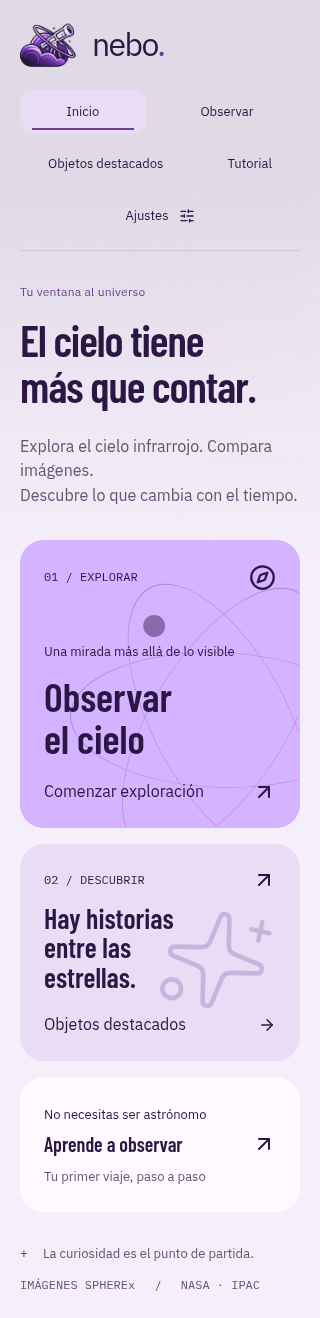 nebo.
Inicio
Observar
Objetos destacados
Tutorial
Ajustes
Tu ventana al universo
El cielo tiene
más que contar.
Explora el cielo infrarrojo. Compara
imágenes.
Descubre lo que cambia con el tiempo.
01 / EXPLORAR
Una mirada más allá de lo visible
Observar
el cielo
Comenzar exploración
02 / DESCUBRIR
Hay historias
entre las
estrellas.
Objetos destacados
No necesitas ser astrónomo
Aprende a observar
Tu primer viaje, paso a paso
+ La curiosidad es el punto de partida.
IMÁGENES SPHEREx / NASA · IPAC